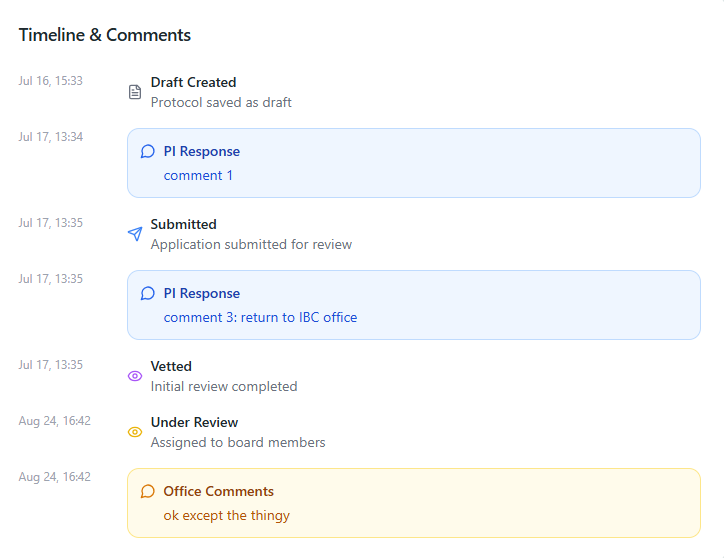 Timeline & Comments
Jul 16, 15:33
Draft Created
Protocol saved as draft
Jul 17, 13:34
PI Response
comment 1
Jul 17, 13:35
Submitted
Application submitted for review
Jul 17, 13:35
PI Response
comment 3: return to IBC office
Jul 17, 13:35
Vetted
Initial review completed
Aug 24, 16:42
Under Review
Assigned to board members
Aug 24, 16:42
Office Comments
ok except the thingy